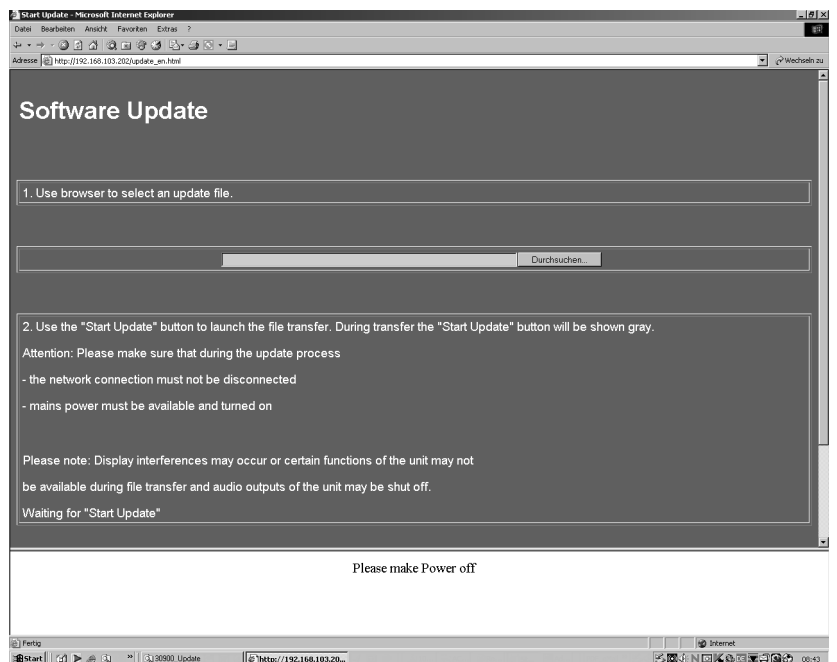 Start Update - Microsoft Internet Explorer
Datei Bearbeiten Ansicht Favoriten Extras ?
Adresse http://192.168.103.202/update_en.html Wechseln zu
Software Update
1. Use browser to select an update file.
Durchsuchen...
2. Use the "Start Update" button to launch the file transfer. During transfer the "Start Update" button will be shown gray.
Attention: Please make sure that during the update process
- the network connection must not be disconnected
- mains power must be available and turned on
Please note: Display interferences may occur or certain functions of the unit may not
be available during file transfer and audio outputs of the unit may be shut off.
Waiting for "Start Update"
Please make Power off
Fertig Internet
Start » 30900 Update http://192.168.103.20... 08:43